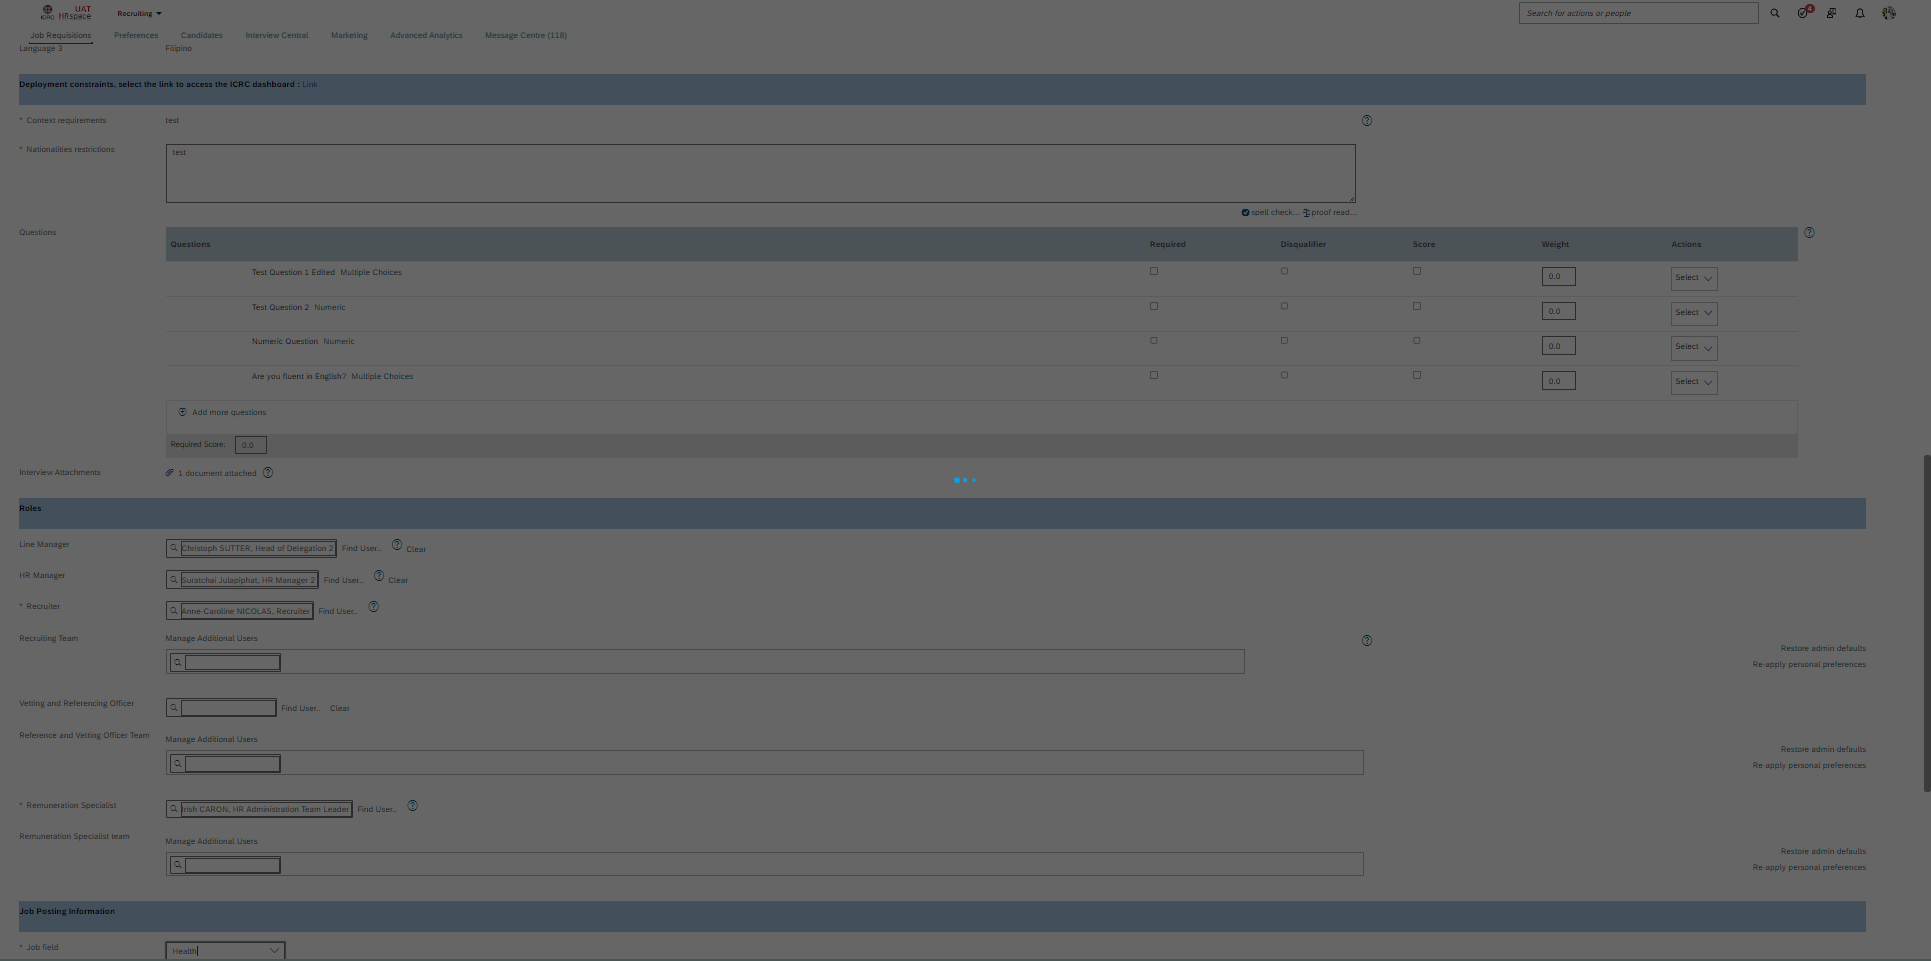 UAT
ICRC HRspace
Recruiting
Search for actions or people
4
Job Requisitions Preferences Candidates Interview Central Marketing Advanced Analytics Message Centre (118)
Language 3 Filipino
Deployment constraints, select the link to access the ICRC dashboard : Link
* Context requirements test
* Nationalities restrictions test
spell check... proof read...
Questions
Questions Required Disqualifier Score Weight Actions
Test Question 1 Edited Multiple Choices 0.0 Select
Test Question 2 Numeric 0.0 Select
Numeric Question Numeric 0.0 Select
Are you fluent in English? Multiple Choices 0.0 Select
Add more questions
Required Score: 0.0
Interview Attachments 1 document attached
Roles
Line Manager Christoph SUTTER, Head of Delegation 2 Find User.. Clear
HR Manager Suratchai Julapiphat, HR Manager 2 Find User.. Clear
* Recruiter Anne Caroline NICOLAS, Recruiter Find User..
Recruiting Team Manage Additional Users
Restore admin defaults
Re-apply personal preferences
Vetting and Referencing Officer Find User.. Clear
Reference and Vetting Officer Team Manage Additional Users
Restore admin defaults
Re-apply personal preferences
* Remuneration Specialist Irish CARON, HR Administration Team Leader Find User..
Remuneration Specialist team Manage Additional Users
Restore admin defaults
Re-apply personal preferences
Job Posting Information
* Job field Health